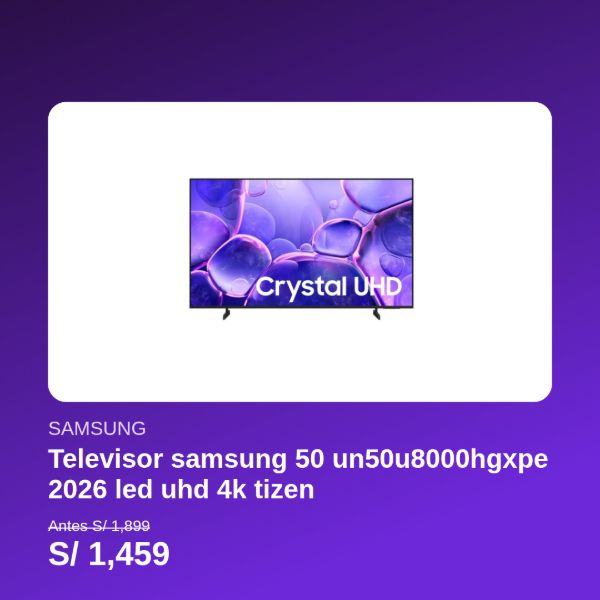 Crystal UHD
SAMSUNG
Televisor samsung 50 un50u8000hgxpe
2026 led uhd 4k tizen
Antes S/ 1,899
S/ 1,459